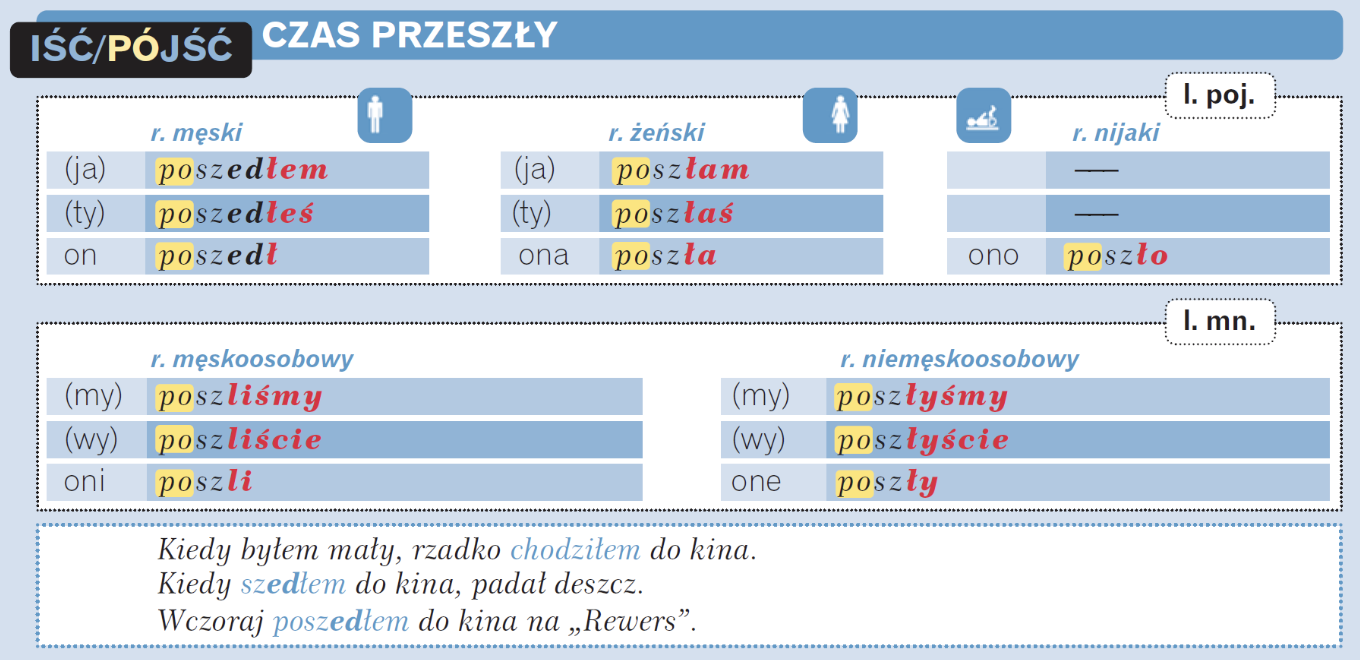 IŚĆ/PÓJŚĆ CZAS PRZESZŁY
l. poj.
r. męski r. żeński r. nijaki
(ja) poszedłem (ja) poszłam —
(ty) poszedłeś (ty) poszłaś —
on poszedł ona poszła ono poszło
l. mn.
r. męskoosobowy r. niemęskoosobowy
(my) poszliśmy (my) poszłyśmy
(wy) poszliście (wy) poszłyście
oni poszli one poszły
Kiedy byłem mały, rzadko chodziłem do kina.
Kiedy szedłem do kina, padał deszcz.
Wczoraj poszedłem do kina na „Rewers”.